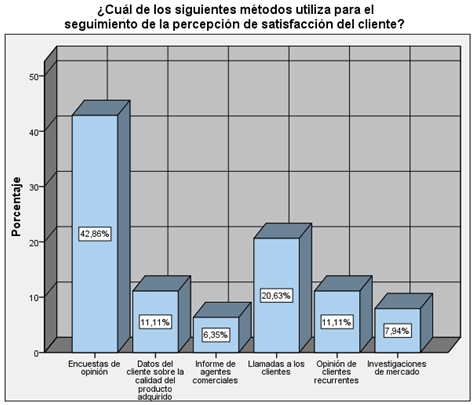 ¿Cuál de los siguientes métodos utiliza para el
seguimiento de la percepción de satisfacción del cliente?
Porcentaje
50
40
30
20
10
0
42,86%
11,11%
6,35%
20,63%
11,11%
7,94%
Encuestas de
opinión
Datos del
cliente sobre la
calidad del
producto
adquirido
Informe de
agentes
comerciales
Llamadas a los
clientes
Opinión de
clientes
recurrentes
Investigaciones
de mercado